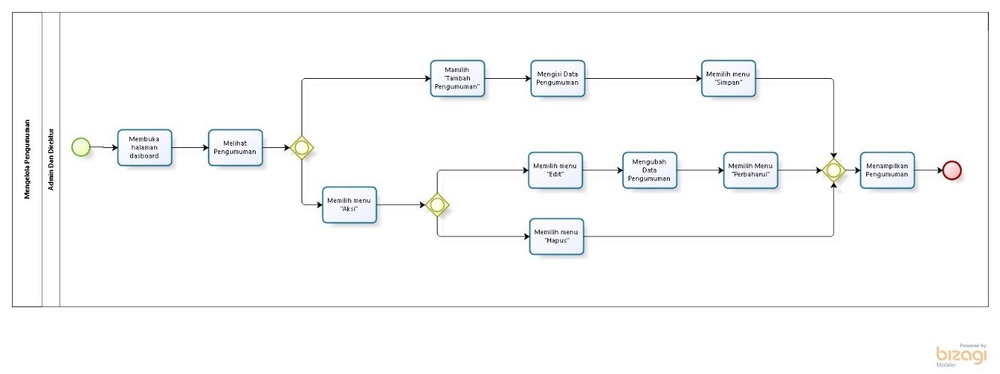 Mengelola Pengumuman
Admin Dan Direktur
Membuka
halaman
dasboard
Melihat
Pengumuman
Mamilih
"Tambah
Pengumuman"
Mengisi Data
Pengumuman
Memilih menu
"Simpan"
Memilih menu
"Aksi"
Memilih menu
"Edit"
Mengubah
Data
Pengumuman
Memilih Menu
"Perbaharui"
Memilih menu
"Hapus"
Menampilkan
Pengumuman
Powered by
bizagi
Modeler